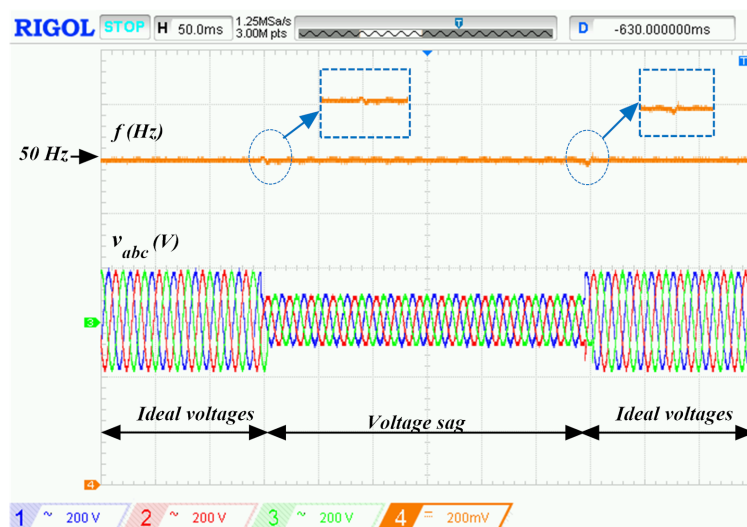 RIGOL STOP H 50.0ms 1.25MSa/s 3.00M pts T D -630.000000ms
T
f (Hz)
50 Hz
vabc (V)
3
Ideal voltages Voltage sag Ideal voltages
4
1 ~ 200 V 2 ~ 200 V 3 ~ 200 V 4 200mV